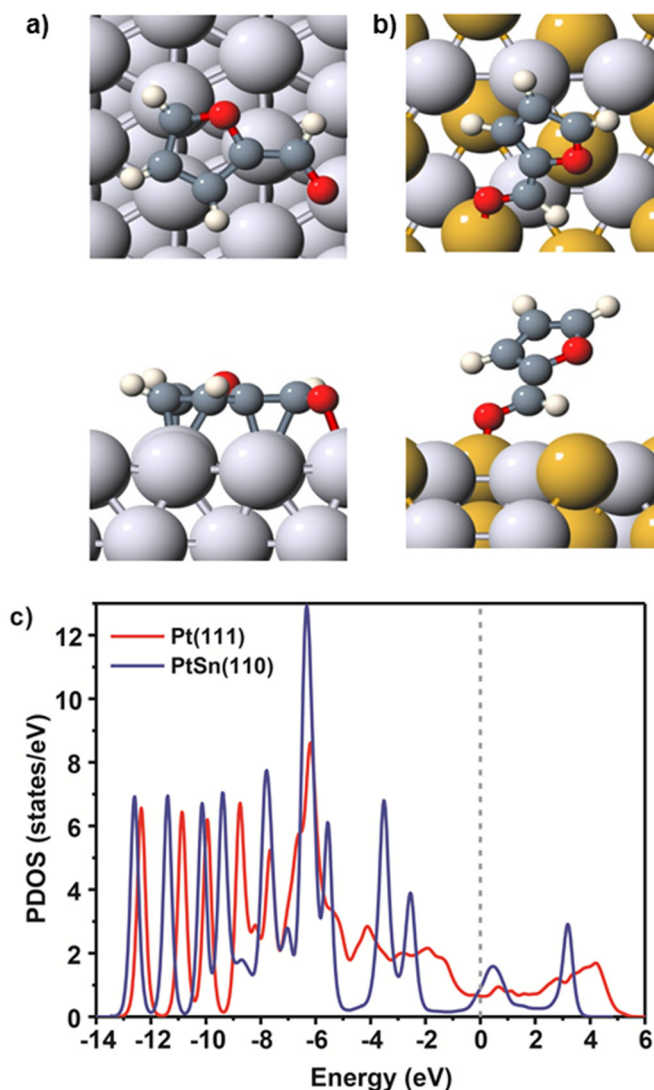 a)
b)
c)
Pt(111)
PtSn(110)
PDOS (states/eV)
12
10
8
6
4
2
0
-14 -12 -10 -8 -6 -4 -2 0 2 4 6
Energy (eV)